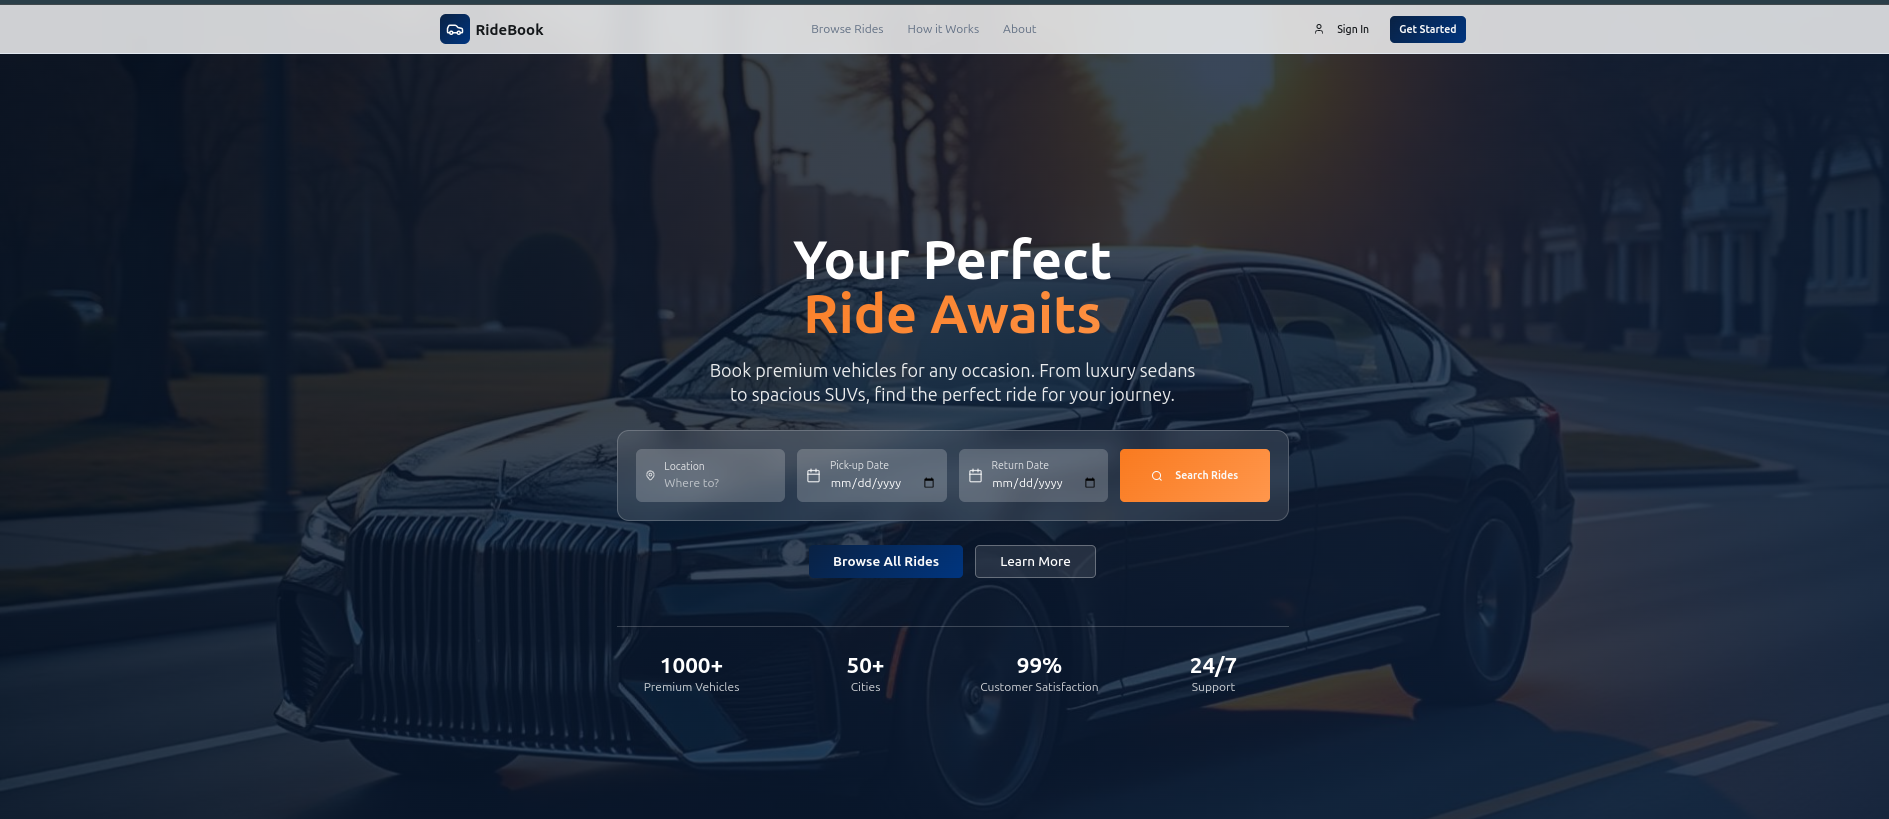 RideBook
Browse Rides
How it Works
About
Sign In
Get Started
Your Perfect
Ride Awaits
Book premium vehicles for any occasion. From luxury sedans
to spacious SUVs, find the perfect ride for your journey.
Location
Where to?
Pick-up Date
mm/dd/yyyy
Return Date
mm/dd/yyyy
Search Rides
Browse All Rides
Learn More
1000+
Premium Vehicles
50+
Cities
99%
Customer Satisfaction
24/7
Support